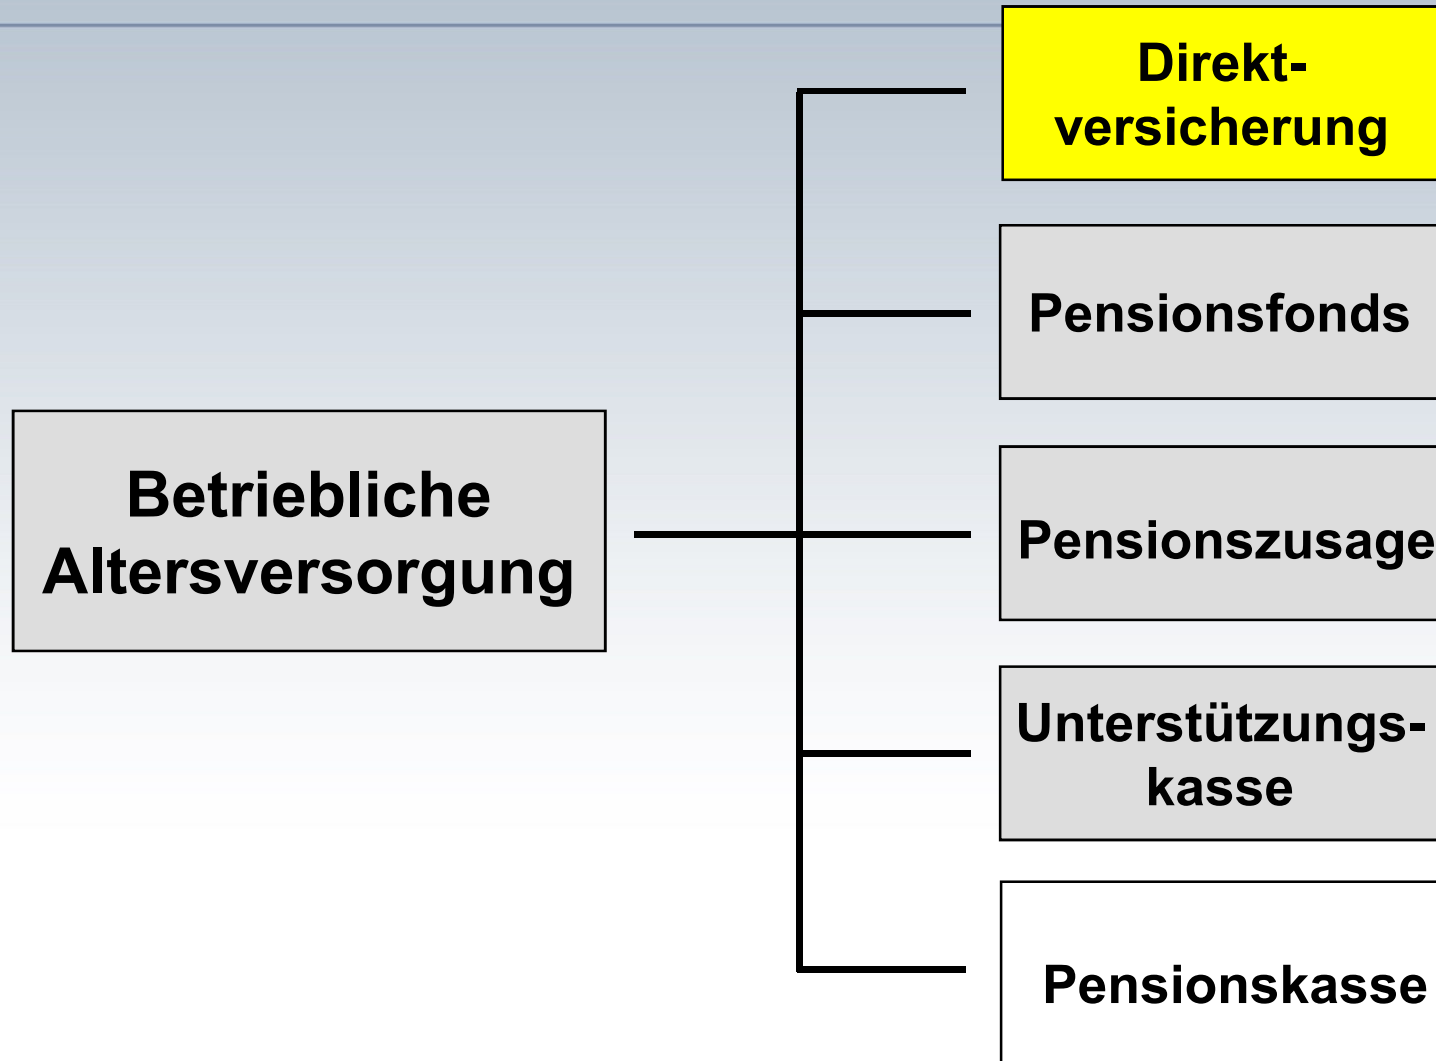 Direkt-
versicherung
Pensionsfonds
Betriebliche
Altersversorgung
Pensionszusage
Unterstützungs-
kasse
Pensionskasse